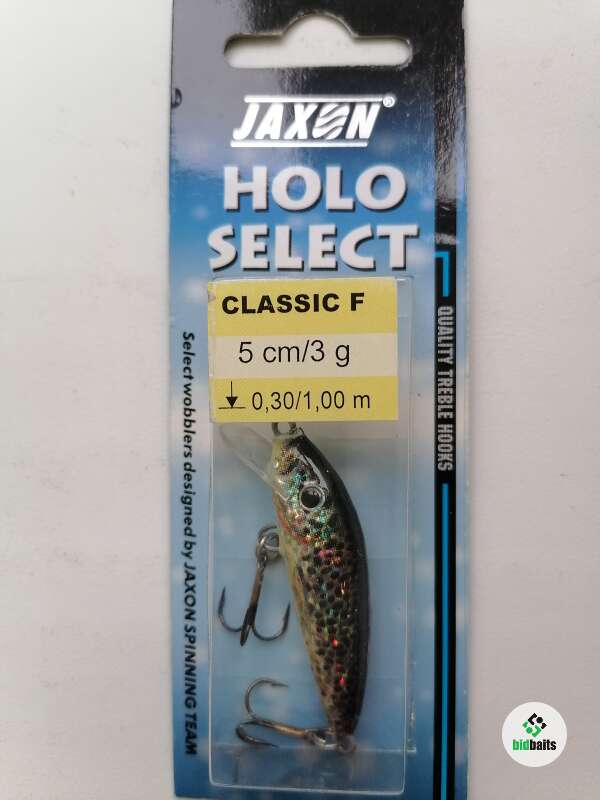 JAXON®
HOLO
SELECT
CLASSIC F
5 cm/3 g
0,30/1,00 m
QUALITY TREBLE HOOKS
Select wobblers designed by JAXON SPINNING TEAM
bidbaits